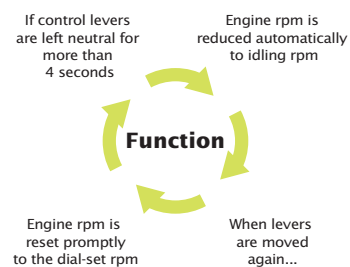 If control levers
are left neutral for
more than
4 seconds
Engine rpm is
reduced automatically
to idling rpm
Function
Engine rpm is
reset promptly
to the dial-set rpm
When levers
are moved
again...